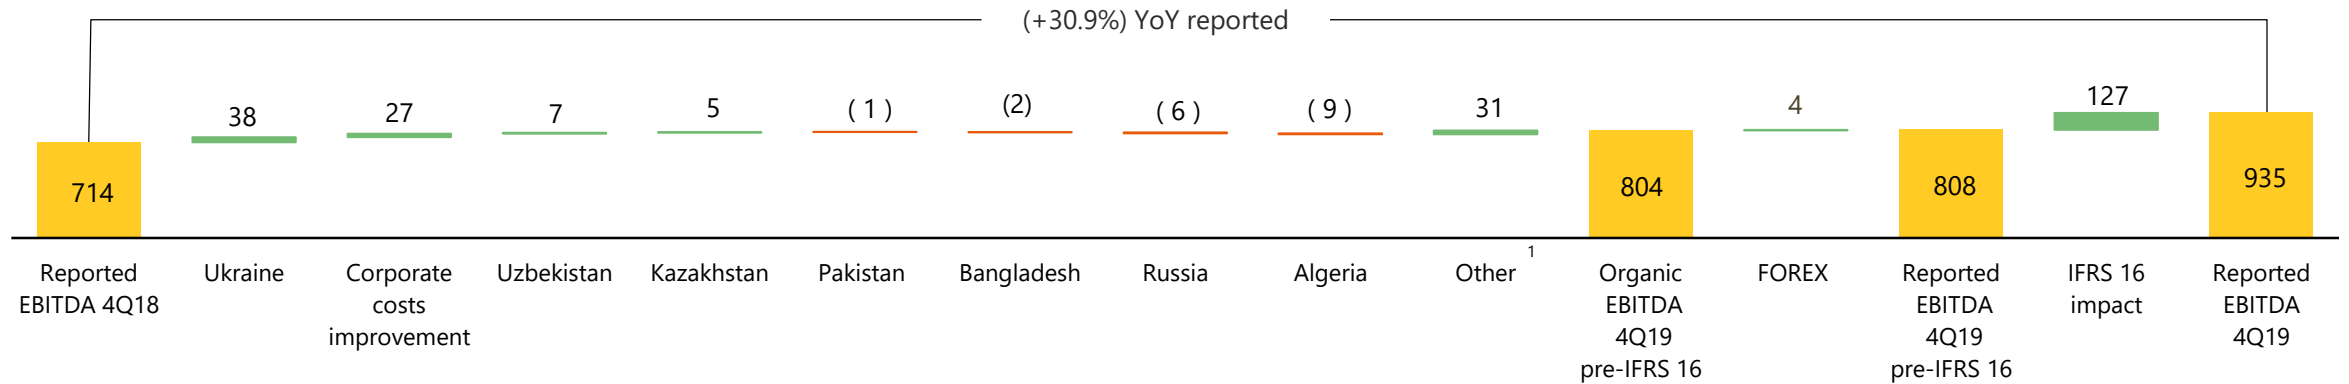 (+30.9%) YoY reported
714
38
27
7
5
( 1 )
(2)
( 6 )
( 9 )
31
804
4
808
127
935
Reported
EBITDA 4Q18
Ukraine
Corporate
costs
improvement
Uzbekistan
Kazakhstan
Pakistan
Bangladesh
Russia
Algeria
Other 1
Organic
EBITDA
4Q19
pre-IFRS 16
FOREX
Reported
EBITDA
4Q19
pre-IFRS 16
IFRS 16
impact
Reported
EBITDA
4Q19